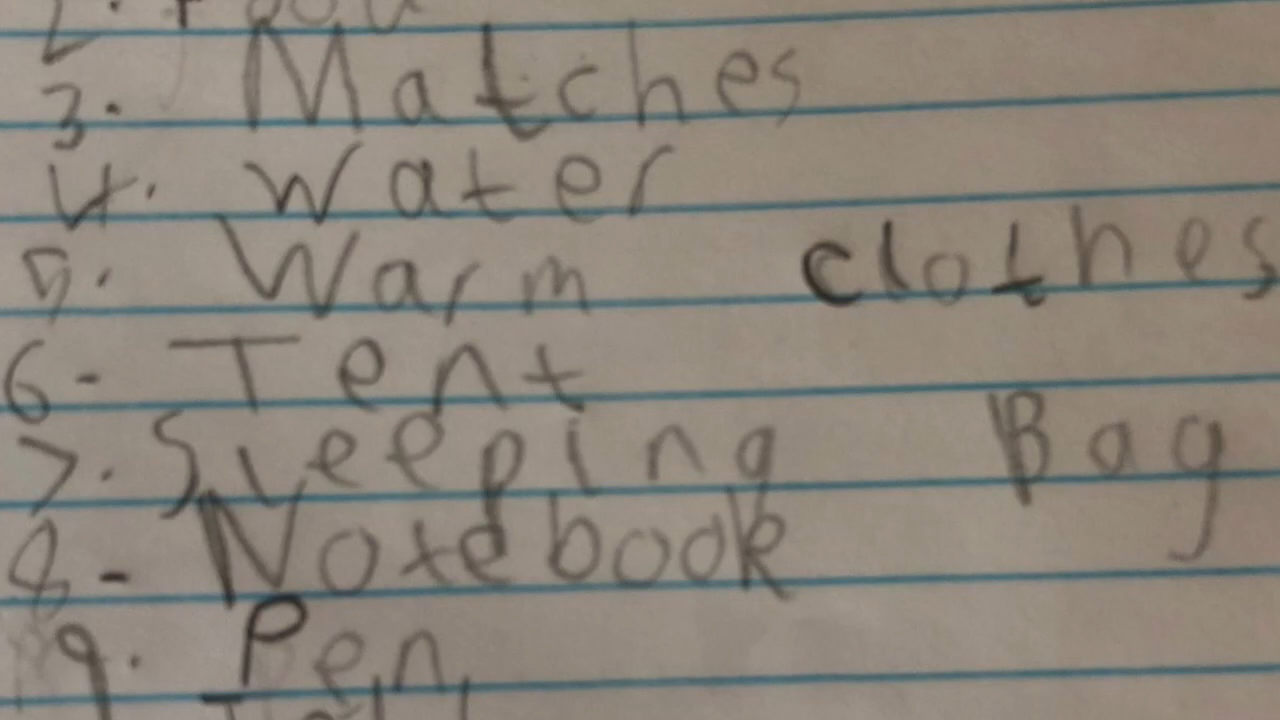 3. Matches
4. Water
5. Warm clothes
6- Tent
7. Sleeping Bag
8- Notebook
9. Pen